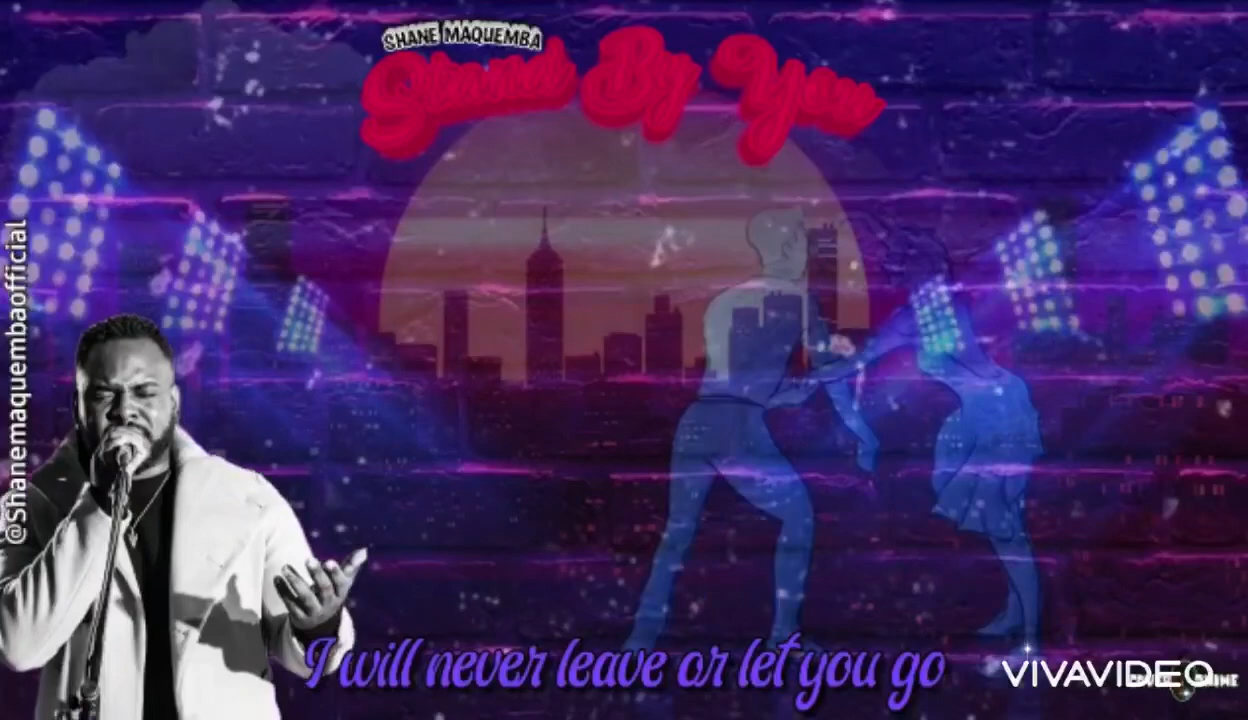 SHANE MAQUEMBA
Stand By You
@Shanemaquembaofficial
I will never leave or let you go
VIVAVIDEO